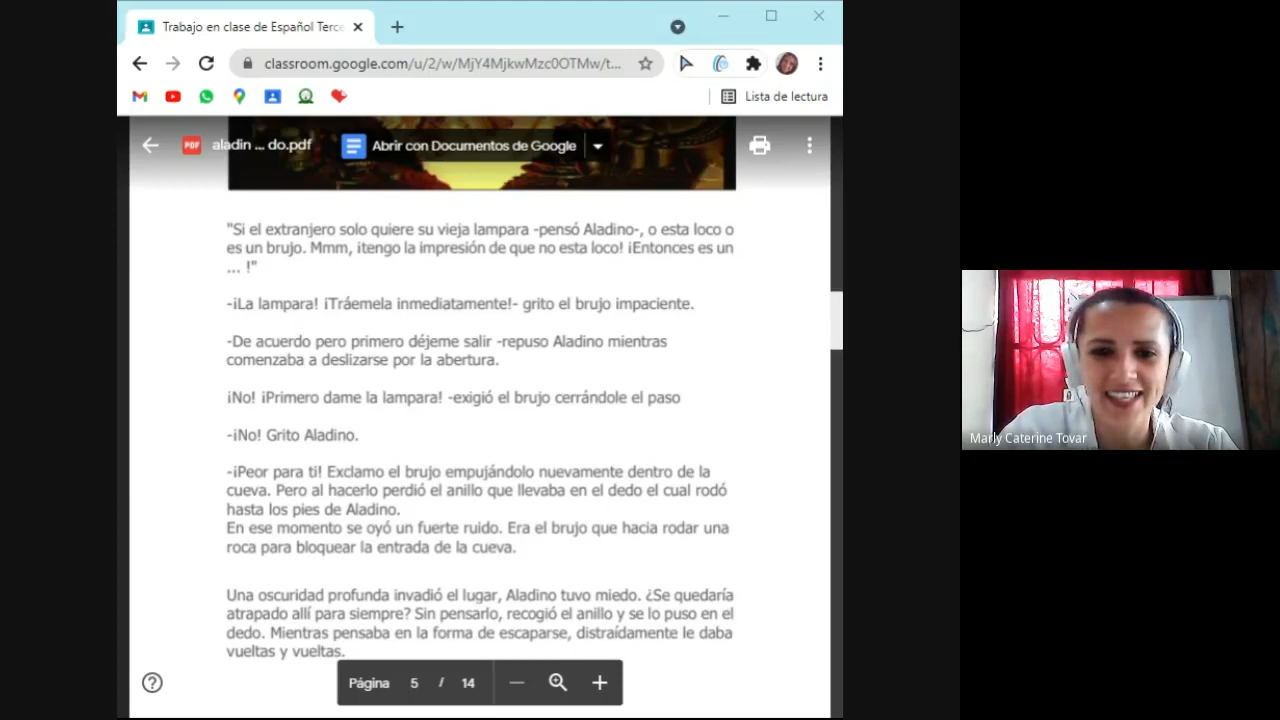 Trabajo en clase de Español Terce
classroom.google.com/u/2/w/MjY4MjkwMzc0OTMw/t...
Lista de lectura
PDF
aladin ... do.pdf
Abrir con Documentos de Google
"Si el extranjero solo quiere su vieja lampara -pensó Aladino-, o esta loco o
es un brujo. Mmm, ¡tengo la impresión de que no esta loco! ¡Entonces es un
... !"
-¡La lampara! ¡Tráemela inmediatamente!- grito el brujo impaciente.
-De acuerdo pero primero déjeme salir -repuso Aladino mientras
comenzaba a deslizarse por la abertura.
¡No! ¡Primero dame la lampara! -exigió el brujo cerrándole el paso
-¡No! Grito Aladino.
-¡Peor para ti! Exclamo el brujo empujándolo nuevamente dentro de la
cueva. Pero al hacerlo perdió el anillo que llevaba en el dedo el cual rodó
hasta los pies de Aladino.
En ese momento se oyó un fuerte ruido. Era el brujo que hacia rodar una
roca para bloquear la entrada de la cueva.
Una oscuridad profunda invadió el lugar, Aladino tuvo miedo. ¿Se quedaría
atrapado allí para siempre? Sin pensarlo, recogió el anillo y se lo puso en el
dedo. Mientras pensaba en la forma de escaparse, distraídamente le daba
vueltas y vueltas.
Página 5 / 14
Marly Caterine Tovar